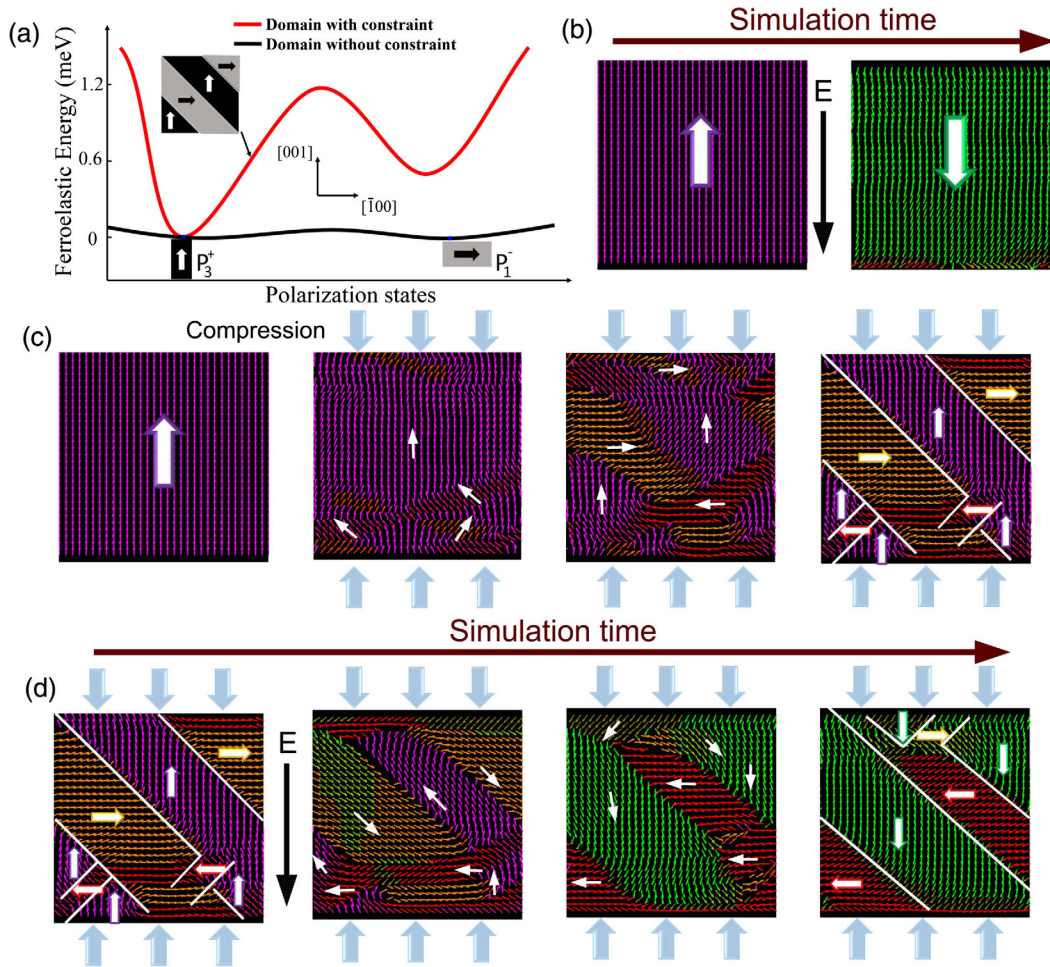 (a)
Domain with constraint
Domain without constraint
Ferroelastic Energy (meV)
1.2
0.6
0
[001]
[1̄00]
P₃⁺
P₁⁻
Polarization states
(b)
Simulation time
E
(c)
Compression
Simulation time
(d)
E